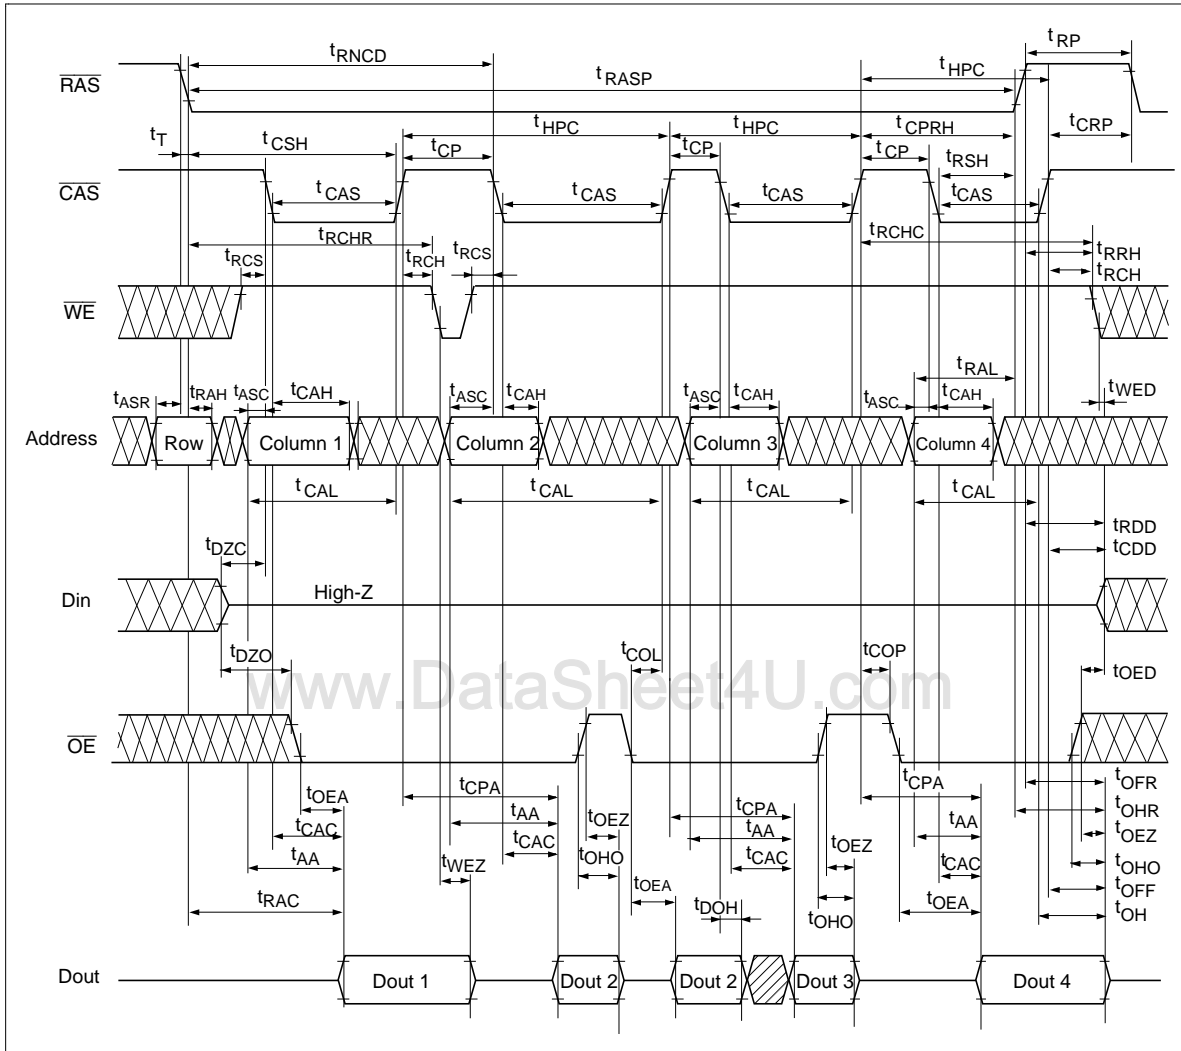 tRP
tRNCD
tHPC
tRASP
RAS
tHPC
tHPC
tCPRH
tCRP
tT
tCSH
tCP
tCP
tCP
tRSH
CAS
tCAS
tCAS
tCAS
tCAS
tRCHR
tRCHC
tRCS
tRCH
tRCS
tRRH
tRCH
WE
tRAL
tASR
tRAH
tASC
tCAH
tASC
tCAH
tASC
tCAH
tASC
tCAH
tWED
Address
Row
Column 1
Column 2
Column 3
Column 4
tCAL
tCAL
tCAL
tCAL
tRDD
tDZC
tCDD
Din
High-Z
tDZO
tCOL
tCOP
tOED
www.DataSheet4U.com
OE
tOEA
tCPA
tCPA
tCPA
tOFR
tCAC
tAA
tOEZ
tAA
tOEZ
tAA
tOHR
tOEZ
tAA
tCAC
tWEZ
tOHO
tCAC
tCAC
tOHO
tRAC
tOEA
tDOH
tOHO
tOEA
tOFF
tOH
Dout
Dout 1
Dout 2
Dout 2
Dout 3
Dout 4